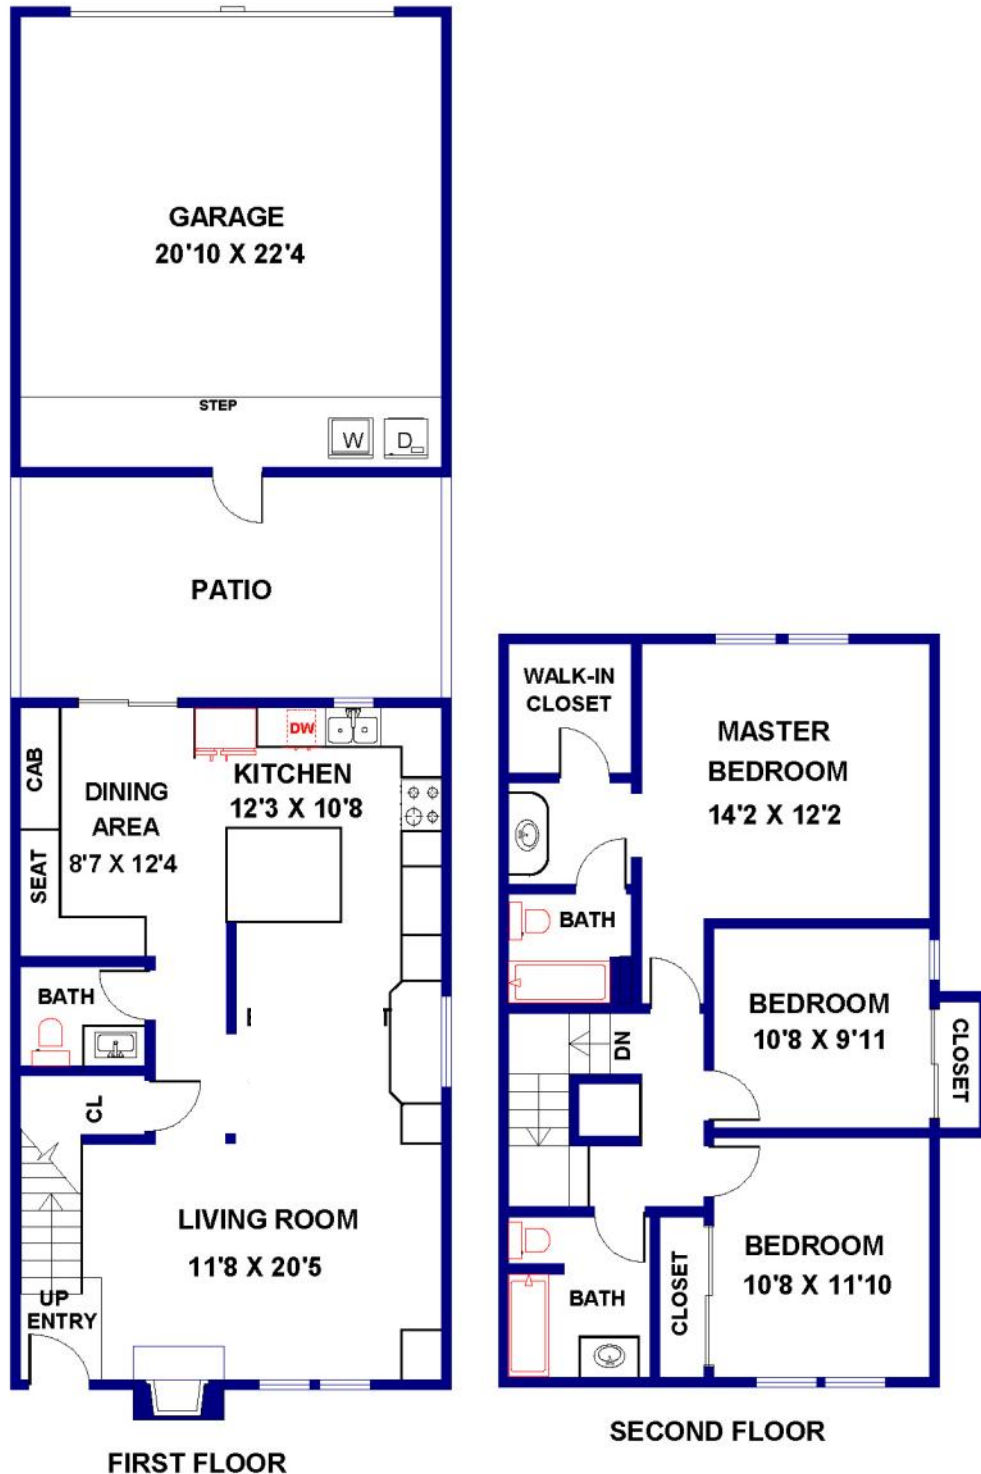 GARAGE
20'10 X 22'4
STEP
W
D
PATIO
DW
CAB
KITCHEN
12'3 X 10'8
DINING
AREA
8'7 X 12'4
SEAT
BATH
CL
LIVING ROOM
11'8 X 20'5
UP
ENTRY
FIRST FLOOR
WALK-IN
CLOSET
MASTER
BEDROOM
14'2 X 12'2
BATH
BEDROOM
10'8 X 9'11
CLOSET
DN
BEDROOM
10'8 X 11'10
CLOSET
BATH
SECOND FLOOR